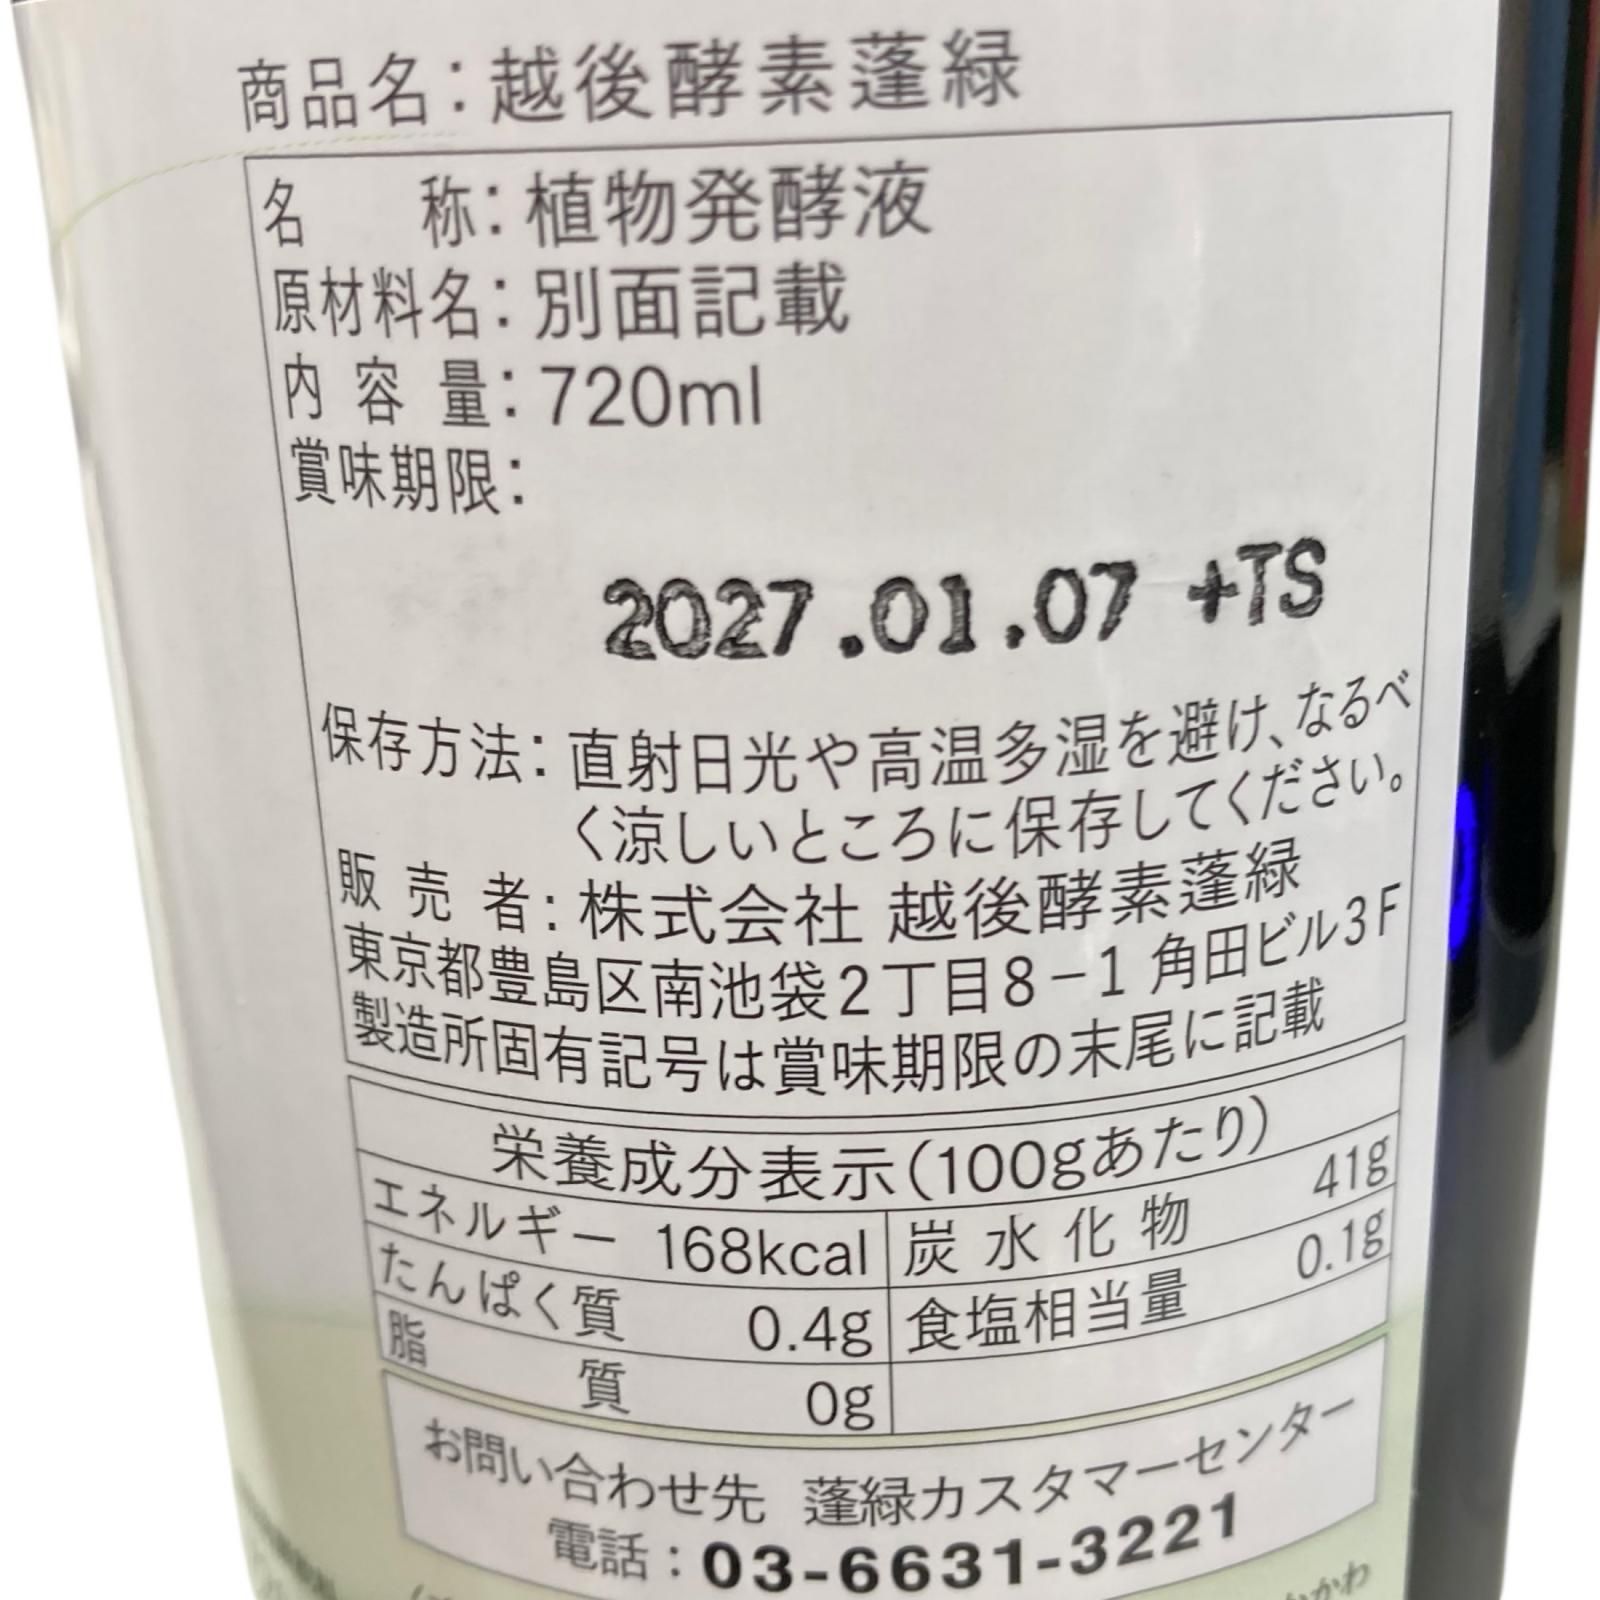 商品名：越後酵素蓬緑
名称：植物発酵液
原材料名：別面記載
内容量：720ml
賞味期限：
2027.01.07 +TS
保存方法：直射日光や高温多湿を避け、なるべ
く涼しいところに保存してください。
販売者：株式会社 越後酵素蓬緑
東京都豊島区南池袋2丁目8－1 角田ビル3F
製造所固有記号は賞味期限の末尾に記載
栄養成分表示(100gあたり)
エネルギー 168kcal 炭水化物 41g
たんぱく質 0.4g 食塩相当量 0.1g
脂質 0g
お問い合わせ先 蓬緑カスタマーセンター
電話：03-6631-3221